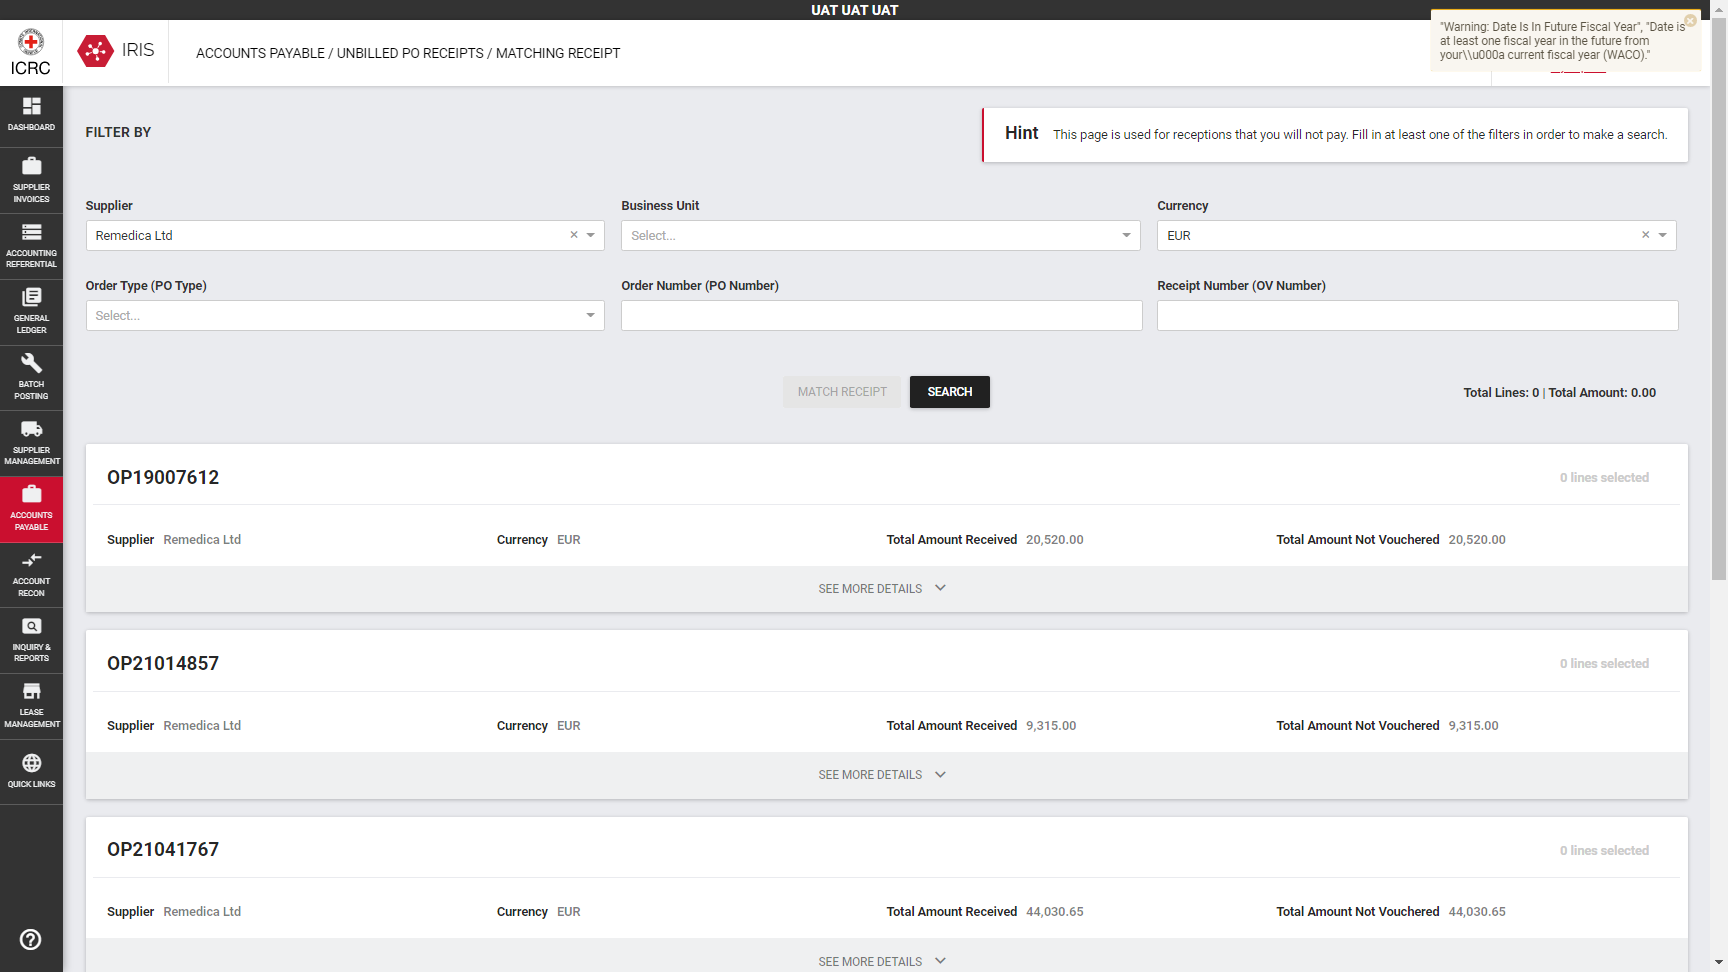 UAT UAT UAT
ICRC
IRIS
ACCOUNTS PAYABLE / UNBILLED PO RECEIPTS / MATCHING RECEIPT
"Warning: Date Is In Future Fiscal Year", "Date is
at least one fiscal year in the future from
your\\u000a current fiscal year (WACO)."
DASHBOARD
SUPPLIER
INVOICES
ACCOUNTING
REFERENTIAL
GENERAL
LEDGER
BATCH
POSTING
SUPPLIER
MANAGEMENT
ACCOUNTS
PAYABLE
ACCOUNT
RECON
INQUIRY &
REPORTS
LEASE
MANAGEMENT
QUICK LINKS
FILTER BY
Hint This page is used for receptions that you will not pay. Fill in at least one of the filters in order to make a search.
Supplier Business Unit Currency
Remedica Ltd × Select... EUR ×
Order Type (PO Type) Order Number (PO Number) Receipt Number (OV Number)
Select...
MATCH RECEIPT SEARCH Total Lines: 0 | Total Amount: 0.00
OP19007612 0 lines selected
Supplier Remedica Ltd Currency EUR Total Amount Received 20,520.00 Total Amount Not Vouchered 20,520.00
SEE MORE DETAILS
OP21014857 0 lines selected
Supplier Remedica Ltd Currency EUR Total Amount Received 9,315.00 Total Amount Not Vouchered 9,315.00
SEE MORE DETAILS
OP21041767 0 lines selected
Supplier Remedica Ltd Currency EUR Total Amount Received 44,030.65 Total Amount Not Vouchered 44,030.65
SEE MORE DETAILS